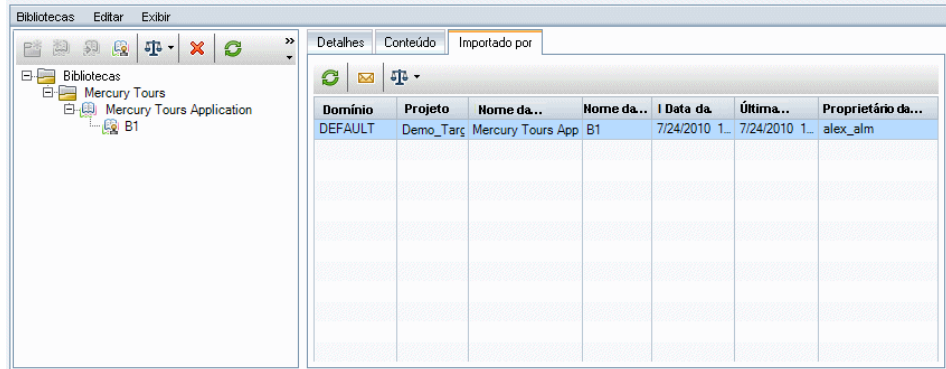 Bibliotecas Editar Exibir
Detalhes Conteúdo Importado por
Bibliotecas
Mercury Tours
Mercury Tours Application
B1
Domínio Projeto Nome da... Nome da... I Data da. Última... Proprietário da...
DEFAULT Demo_Targ Mercury Tours App B1 7/24/2010 1... 7/24/2010 1... alex_alm